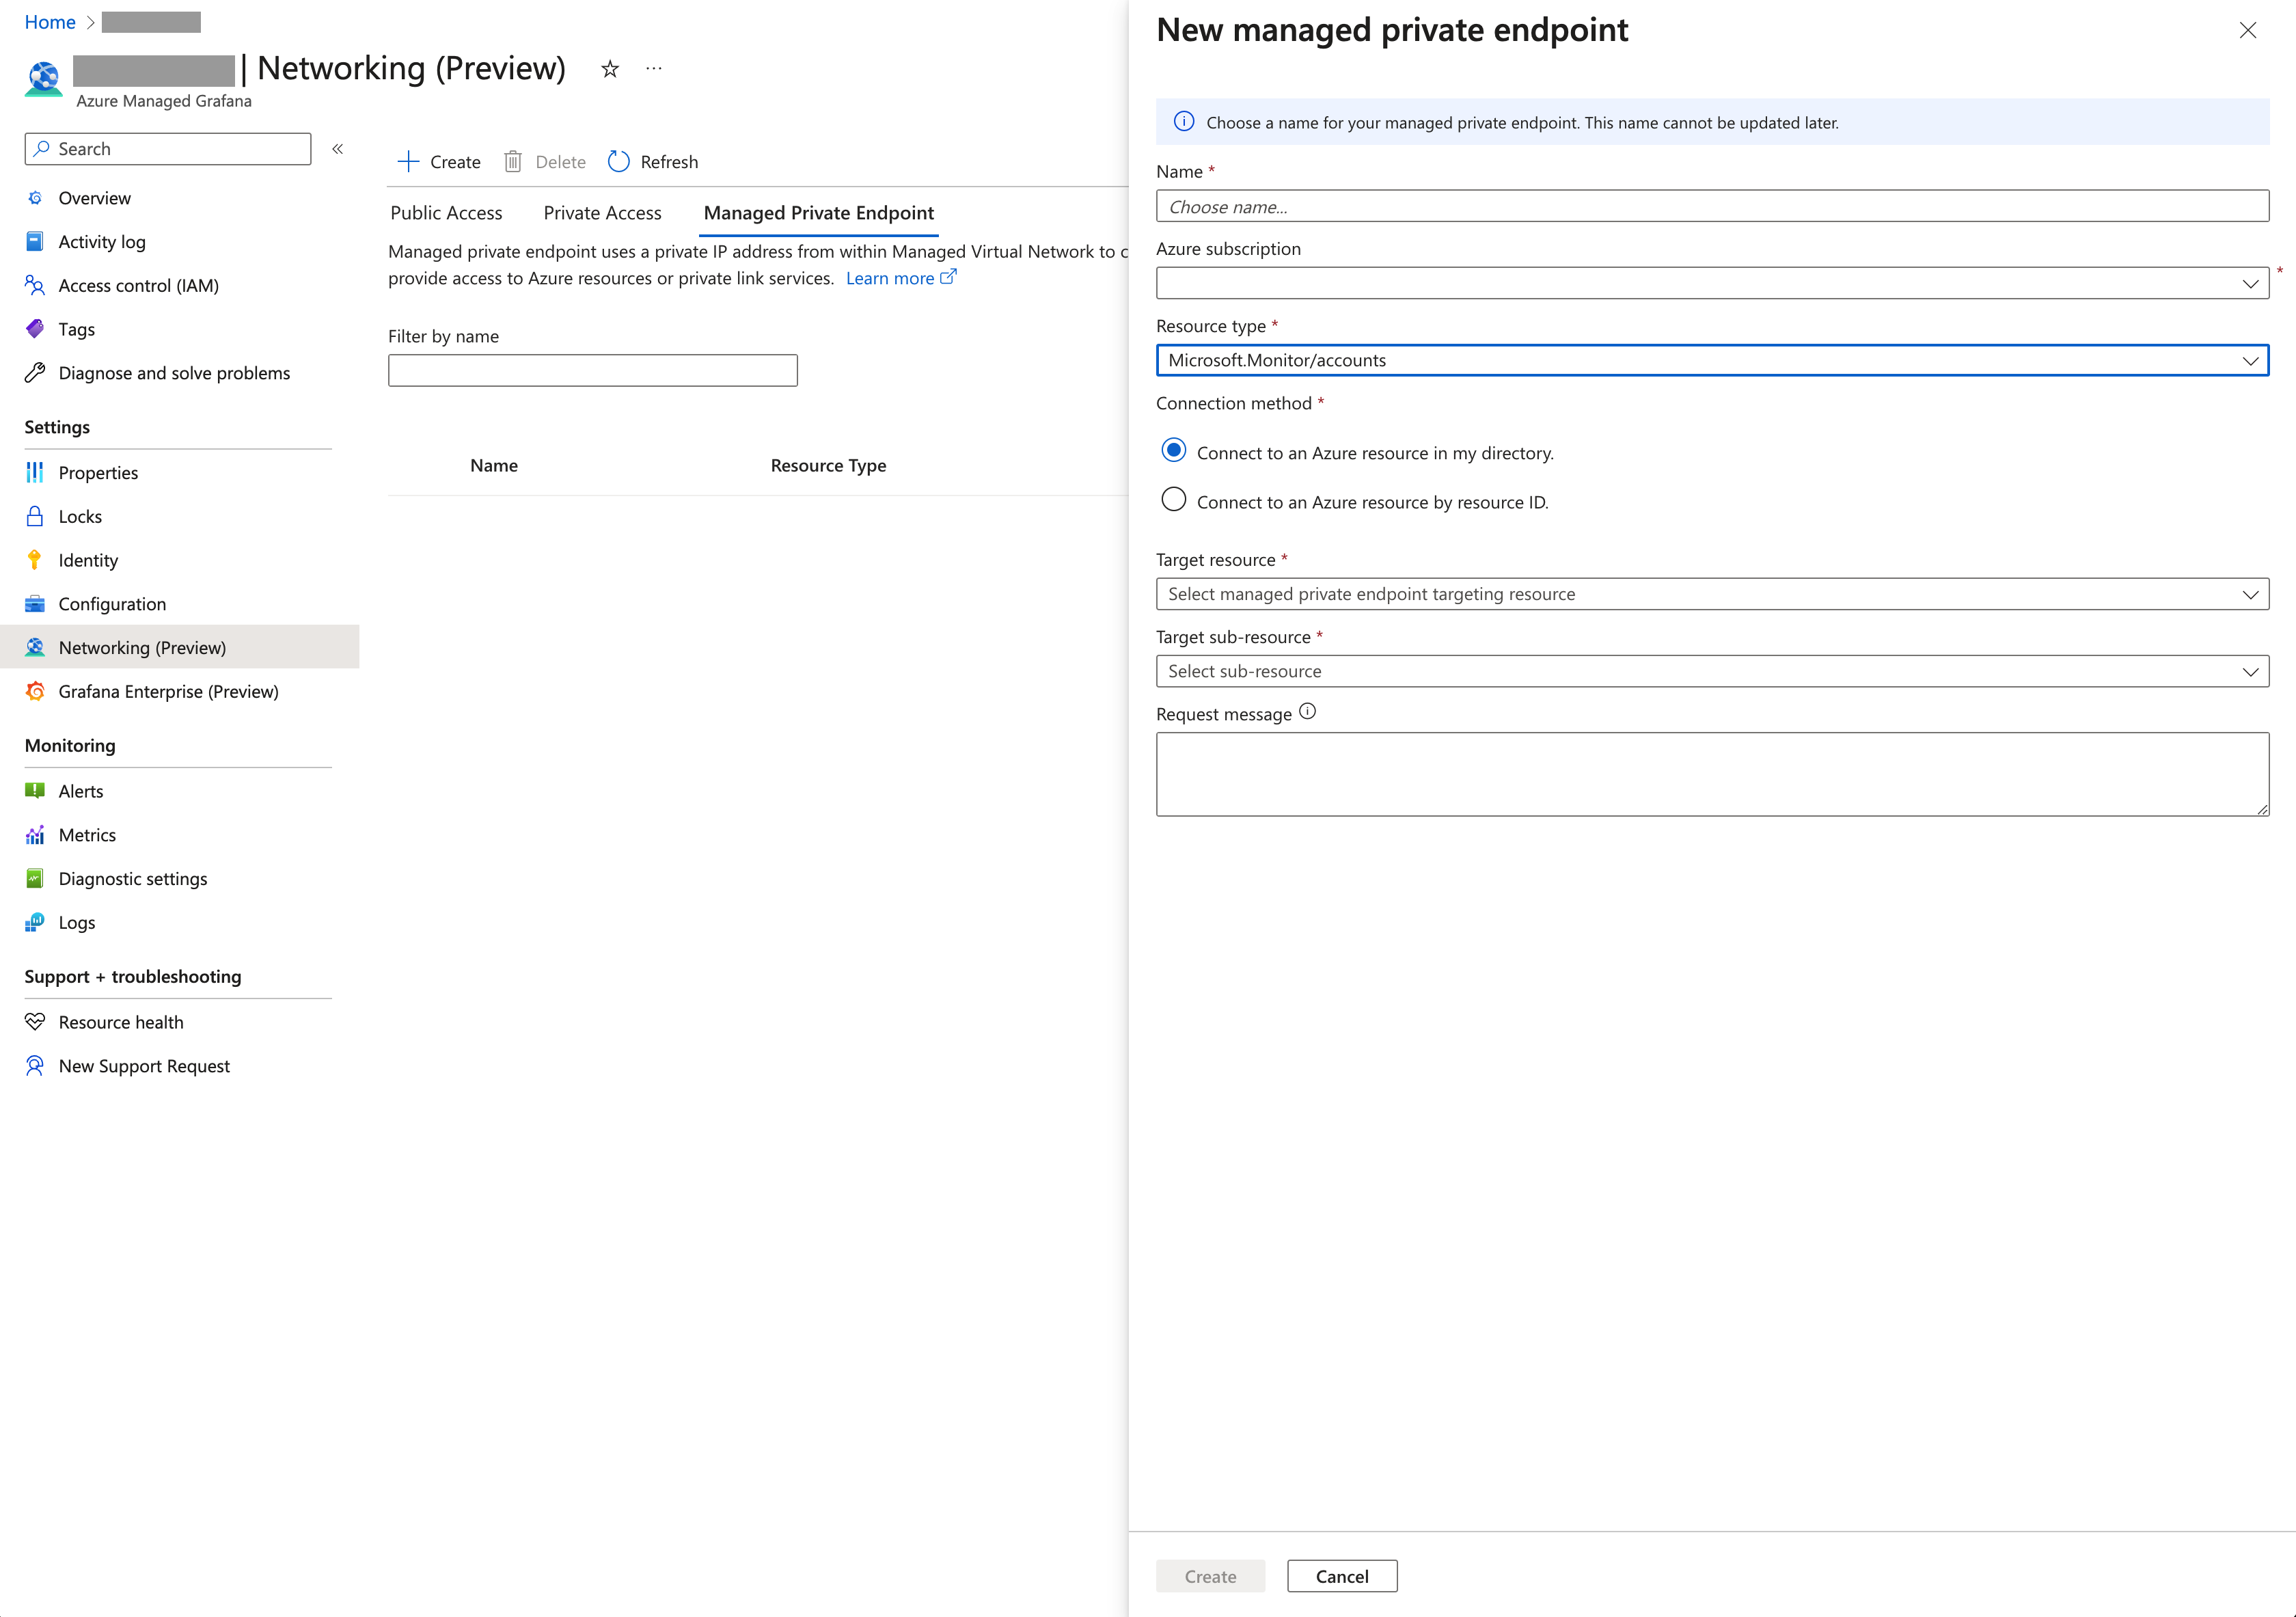 Home
| Networking (Preview)
Azure Managed Grafana
Search
Overview
Activity log
Access control (IAM)
Tags
Diagnose and solve problems
Settings
Properties
Locks
Identity
Configuration
Networking (Preview)
Grafana Enterprise (Preview)
Monitoring
Alerts
Metrics
Diagnostic settings
Logs
Support + troubleshooting
Resource health
New Support Request
Create Delete Refresh
Public Access Private Access Managed Private Endpoint
Managed private endpoint uses a private IP address from within Managed Virtual Network to c
provide access to Azure resources or private link services. Learn more
Filter by name
Name Resource Type
New managed private endpoint
Choose a name for your managed private endpoint. This name cannot be updated later.
Name *
Choose name...
Azure subscription
*
Resource type *
Microsoft.Monitor/accounts
Connection method *
Connect to an Azure resource in my directory.
Connect to an Azure resource by resource ID.
Target resource *
Select managed private endpoint targeting resource
Target sub-resource *
Select sub-resource
Request message
Create Cancel